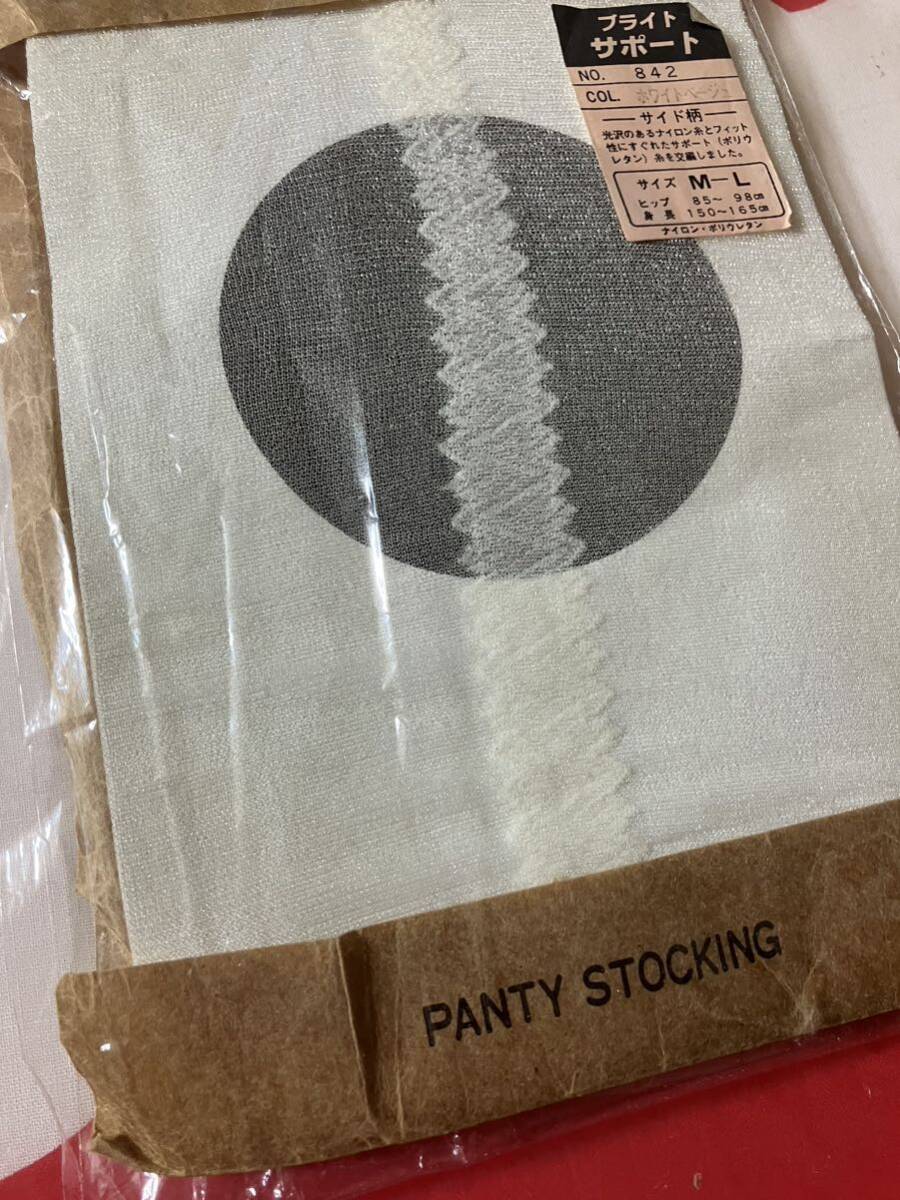 ブライト
サポート
NO. 842
COL. ホワイトベージュ
サイド柄
光沢のあるナイロン糸とフィット
性にすぐれたサポート(ポリウ
レタン)糸を交編しました。
サイズ M-L
ヒップ 85～98㎝
身長 150～165㎝
ナイロン・ポリウレタン
PANTY STOCKING